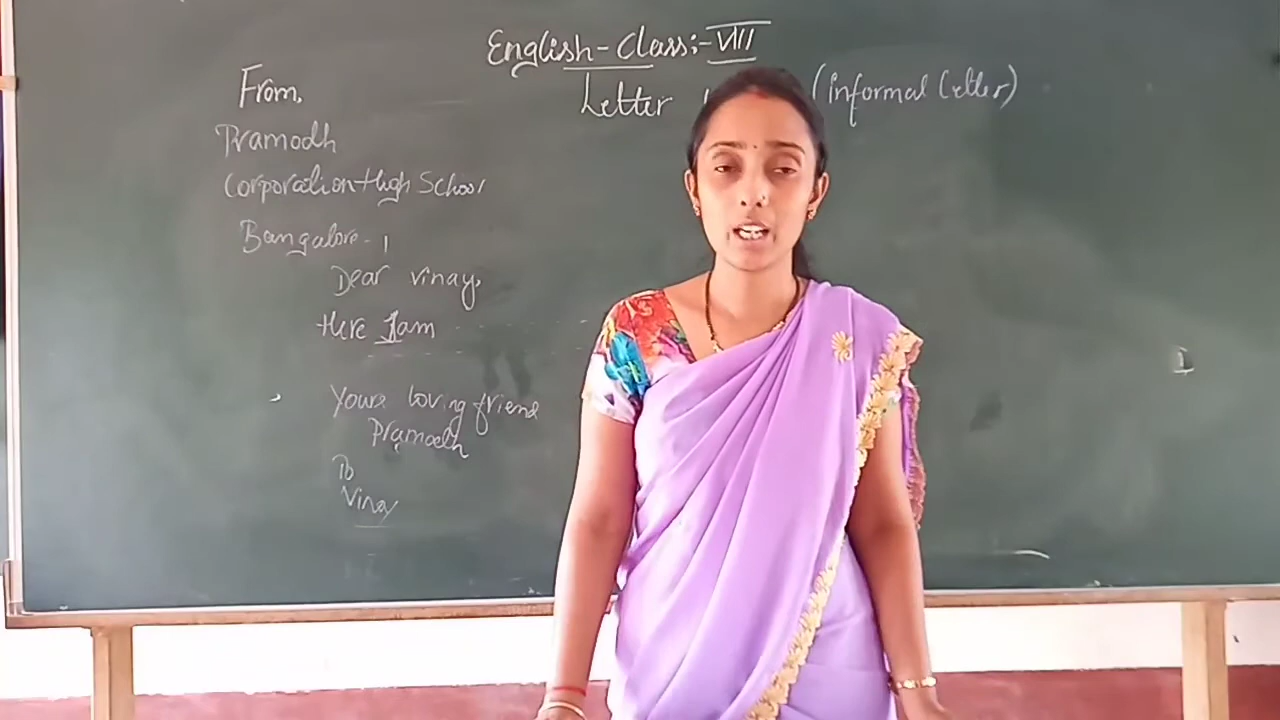 English - Class:- VIII
Letter (informal Letter)
From,
Pramodh
Corporation High School
Bangalore - 1
Dear Vinay,
Here I am
Yours loving friend
Pramodh
To
Vinay